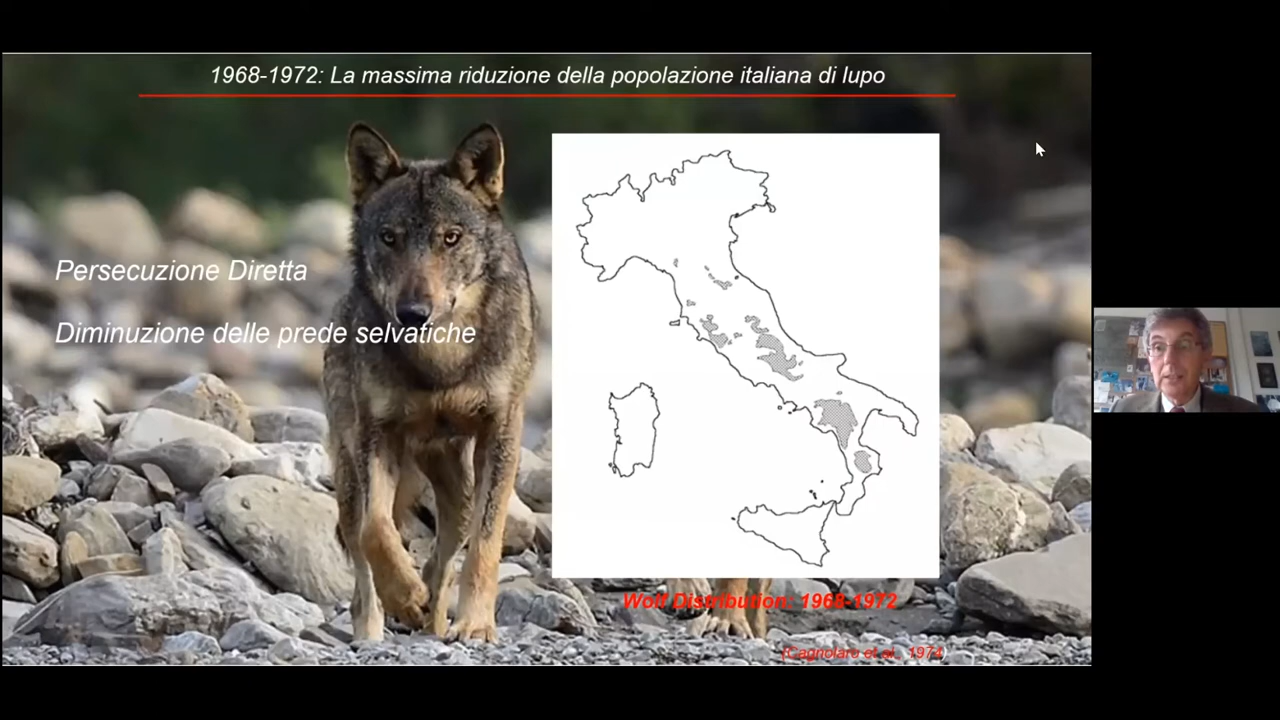 1968-1972: La massima riduzione della popolazione italiana di lupo
Persecuzione Diretta
Diminuzione delle prede selvatiche
Wolf Distribution: 1968-1972
(Cagnolaro et al., 1974)